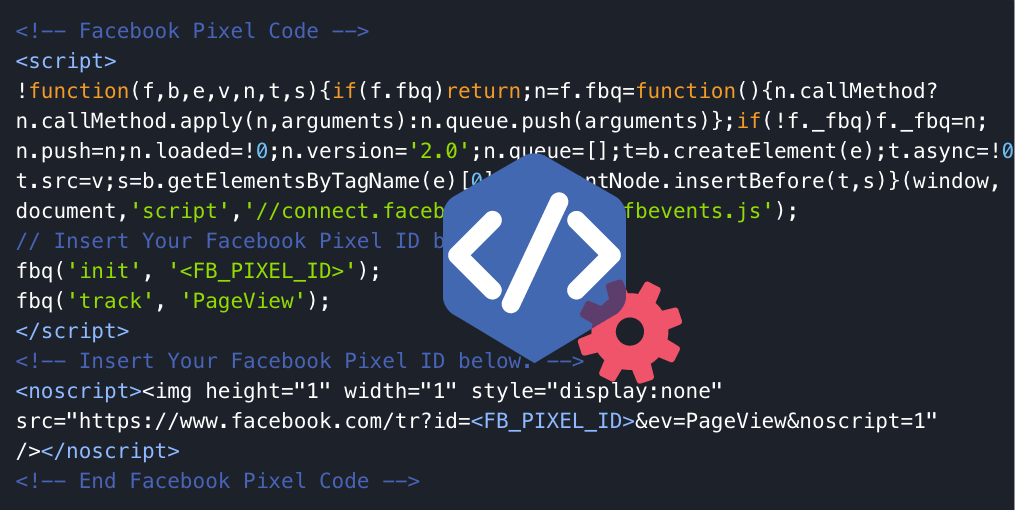 <!-- Facebook Pixel Code -->
<script>
!function(f,b,e,v,n,t,s){if(f.fbq)return;n=f.fbq=function(){n.callMethod?
n.callMethod.apply(n,arguments):n.queue.push(arguments)};if(!f._fbq)f._fbq=n;
n.push=n;n.loaded=!0;n.version='2.0';n.queue=[];t=b.createElement(e);t.async=!0
t.src=v;s=b.getElementsByTagName(e)[0] ntNode.insertBefore(t,s)}(window,
document,'script','//connect.faceb fbevents.js');
// Insert Your Facebook Pixel ID b
fbq('init', '<FB_PIXEL_ID>');
fbq('track', 'PageView');
</script>
<!-- Insert Your Facebook Pixel ID below. -->
<noscript><img height="1" width="1" style="display:none"
src="https://www.facebook.com/tr?id=<FB_PIXEL_ID>&ev=PageView&noscript=1"
/></noscript>
<!-- End Facebook Pixel Code -->